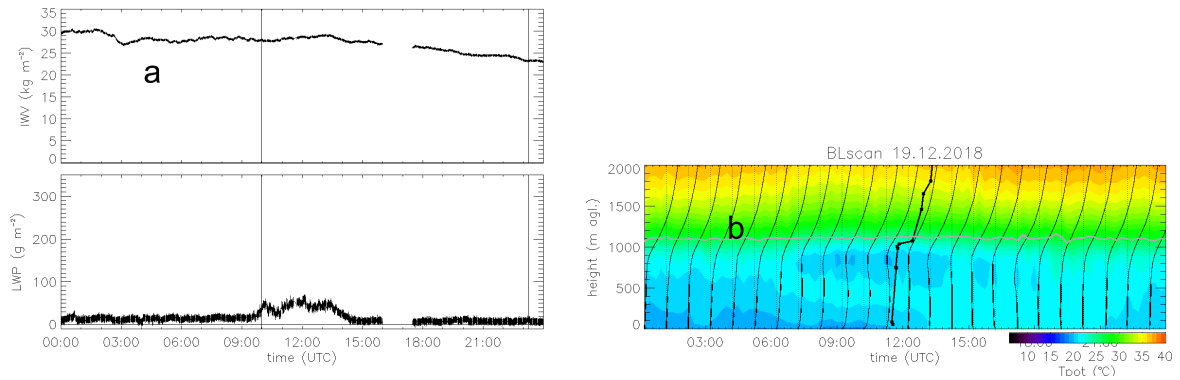 35
30
25
20
15
10
5
0
IWV (kg m⁻²)
a
300
200
100
0
LWP (g m⁻²)
00:00 03:00 06:00 09:00 12:00 15:00 18:00 21:00
time (UTC)
BLscan 19.12.2018
2000
1500
1000
500
0
height (m agl.)
b
03:00 06:00 09:00 12:00 15:00
time (UTC)
18:00 21:00
10 15 20 25 30 35 40
Tpot (°C)